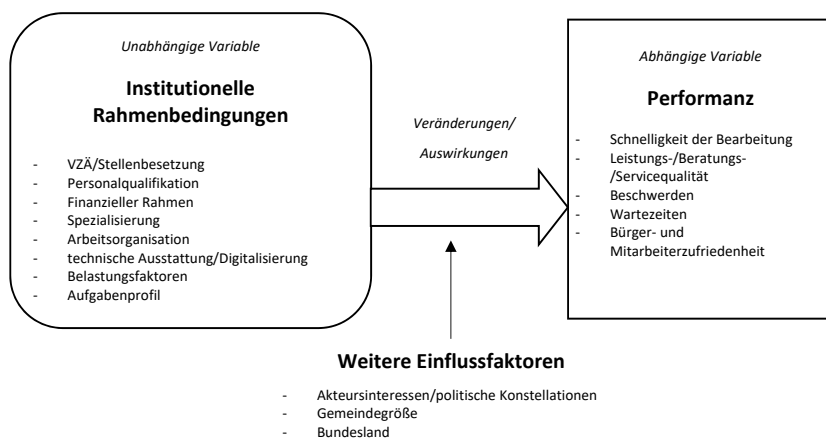 Unabhängige Variable
Institutionelle
Rahmenbedingungen
- VZÄ/Stellenbesetzung
- Personalqualifikation
- Finanzieller Rahmen
- Spezialisierung
- Arbeitsorganisation
- technische Ausstattung/Digitalisierung
- Belastungsfaktoren
- Aufgabenprofil
Veränderungen/
Auswirkungen
Abhängige Variable
Performanz
- Schnelligkeit der Bearbeitung
- Leistungs-/Beratungs-
/Servicequalität
- Beschwerden
- Wartezeiten
- Bürger- und
Mitarbeiterzufriedenheit
Weitere Einflussfaktoren
- Akteursinteressen/politische Konstellationen
- Gemeindegröße
- Bundesland